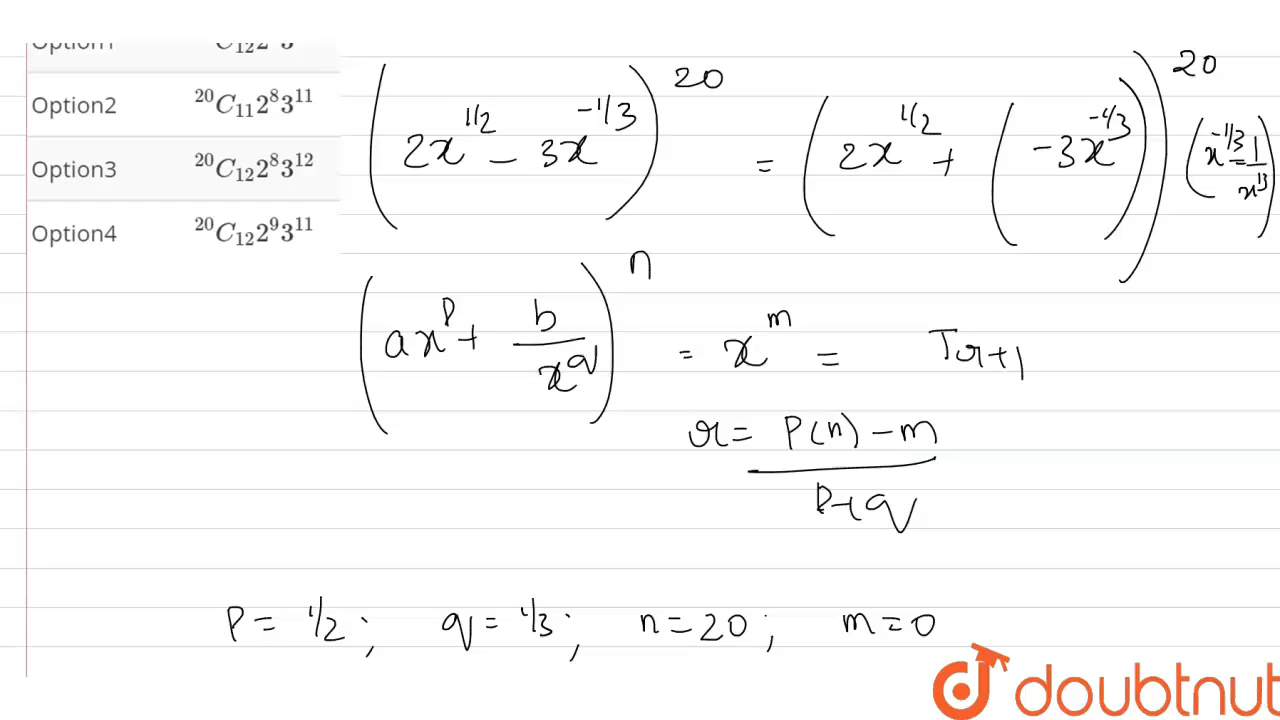 Option2 ²⁰C₁₁2⁸3¹¹
Option3 ²⁰C₁₂2⁸3¹²
Option4 ²⁰C₁₂2⁹3¹¹
(2x^{1/2} - 3x^{-1/3})^{20} = (2x^{1/2} + (-3x^{-1/3}))^{20} (x^{-1/3} = 1/x^{1/3})
(ax^p + b/x^q)^n = x^m = T_{r+1}
r = (P(n) - m)/(P+q)
P = 1/2; q = 1/3; n = 20; m = 0
doubtnut